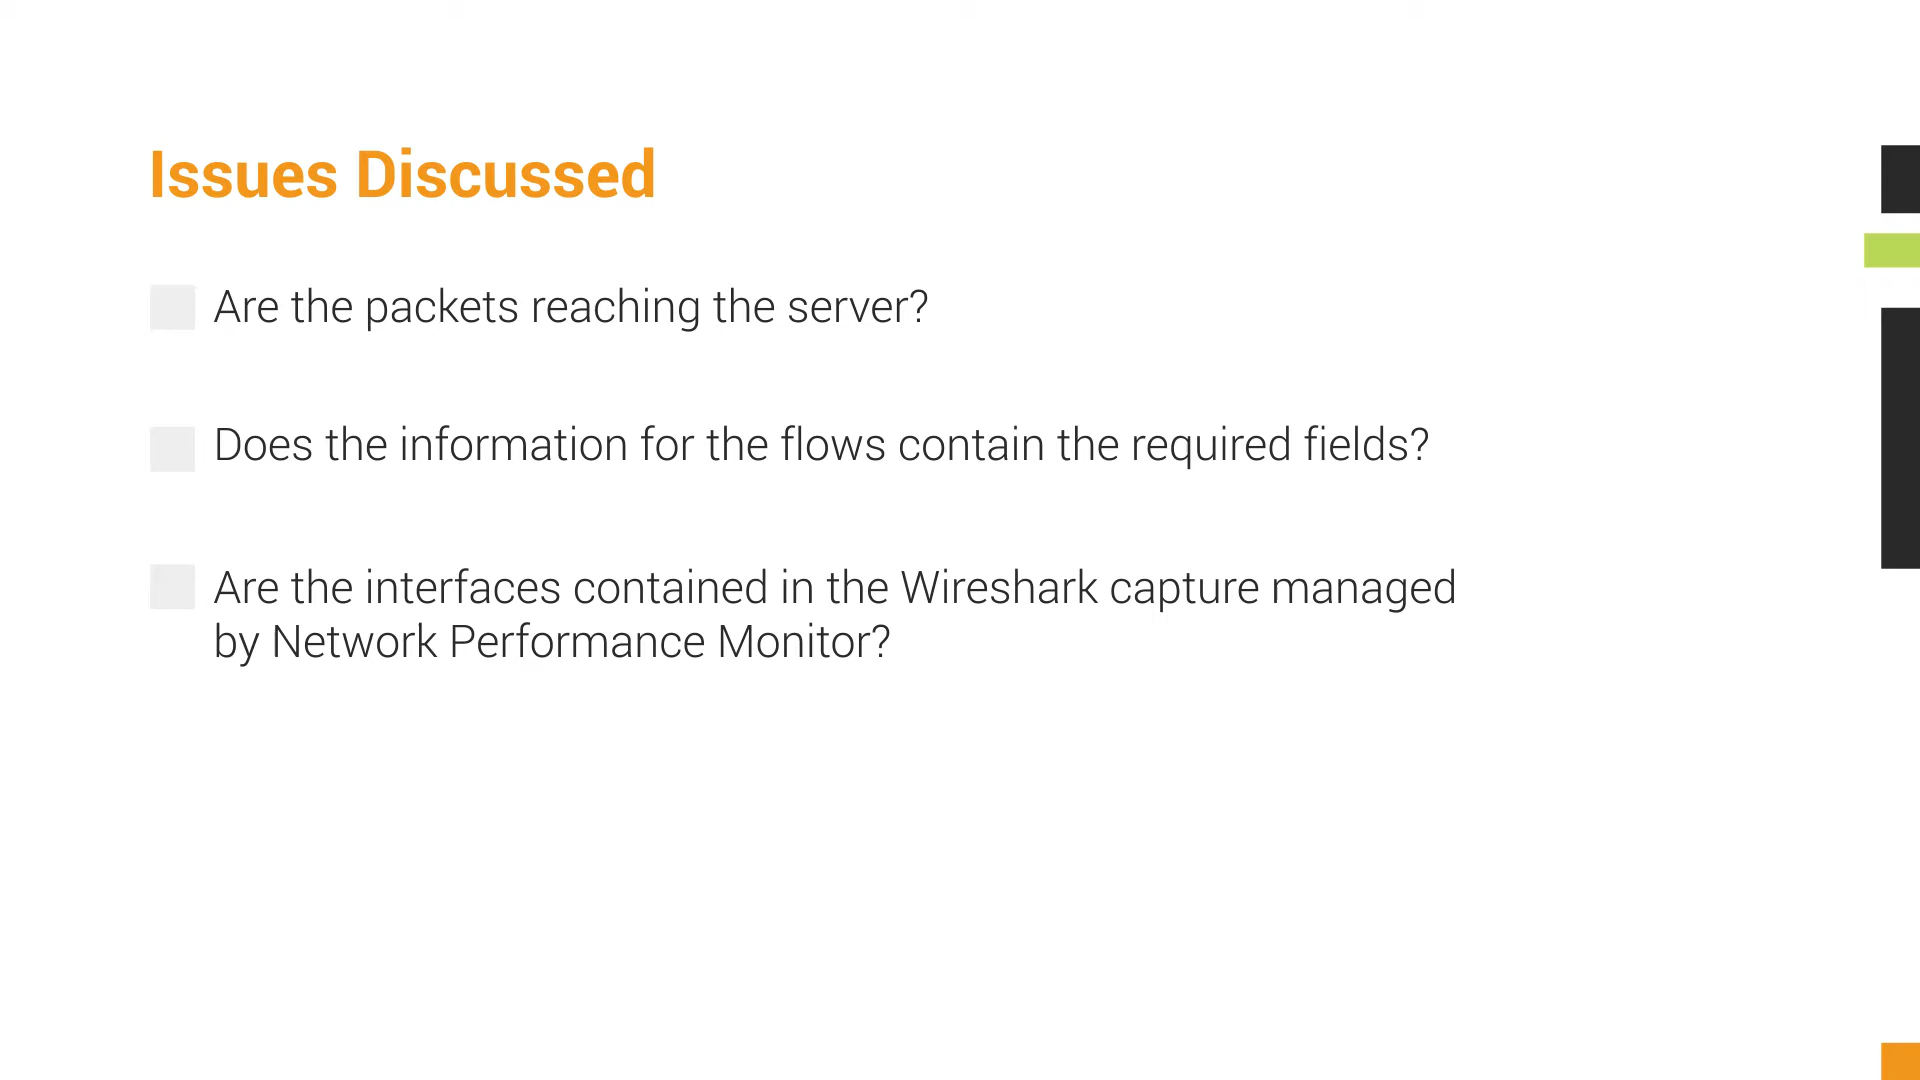 Issues Discussed
Are the packets reaching the server?
Does the information for the flows contain the required fields?
Are the interfaces contained in the Wireshark capture managed
by Network Performance Monitor?